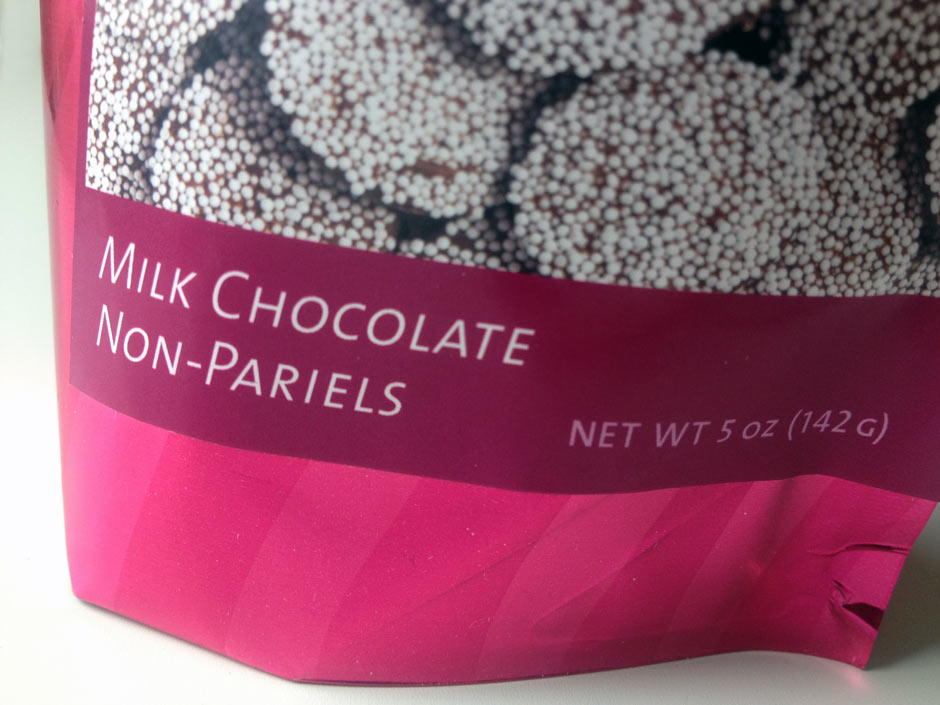 Milk Chocolate
Non-Pariels
NET WT 5 oz (142 g)